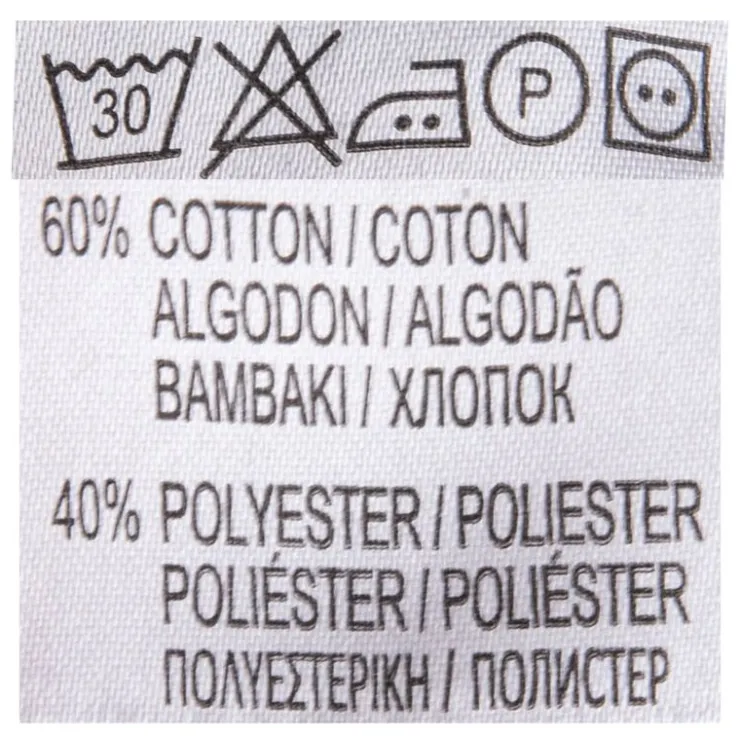 30 P
60% COTTON / COTON
ALGODON / ALGODÃO
BAMBAKI / ХЛОПОК
40% POLYESTER / POLIESTER
POLIÉSTER / POLIÉSTER
ΠΟΛΥΕΣΤΕΡΙΚΗ / ПОЛИСТЕР